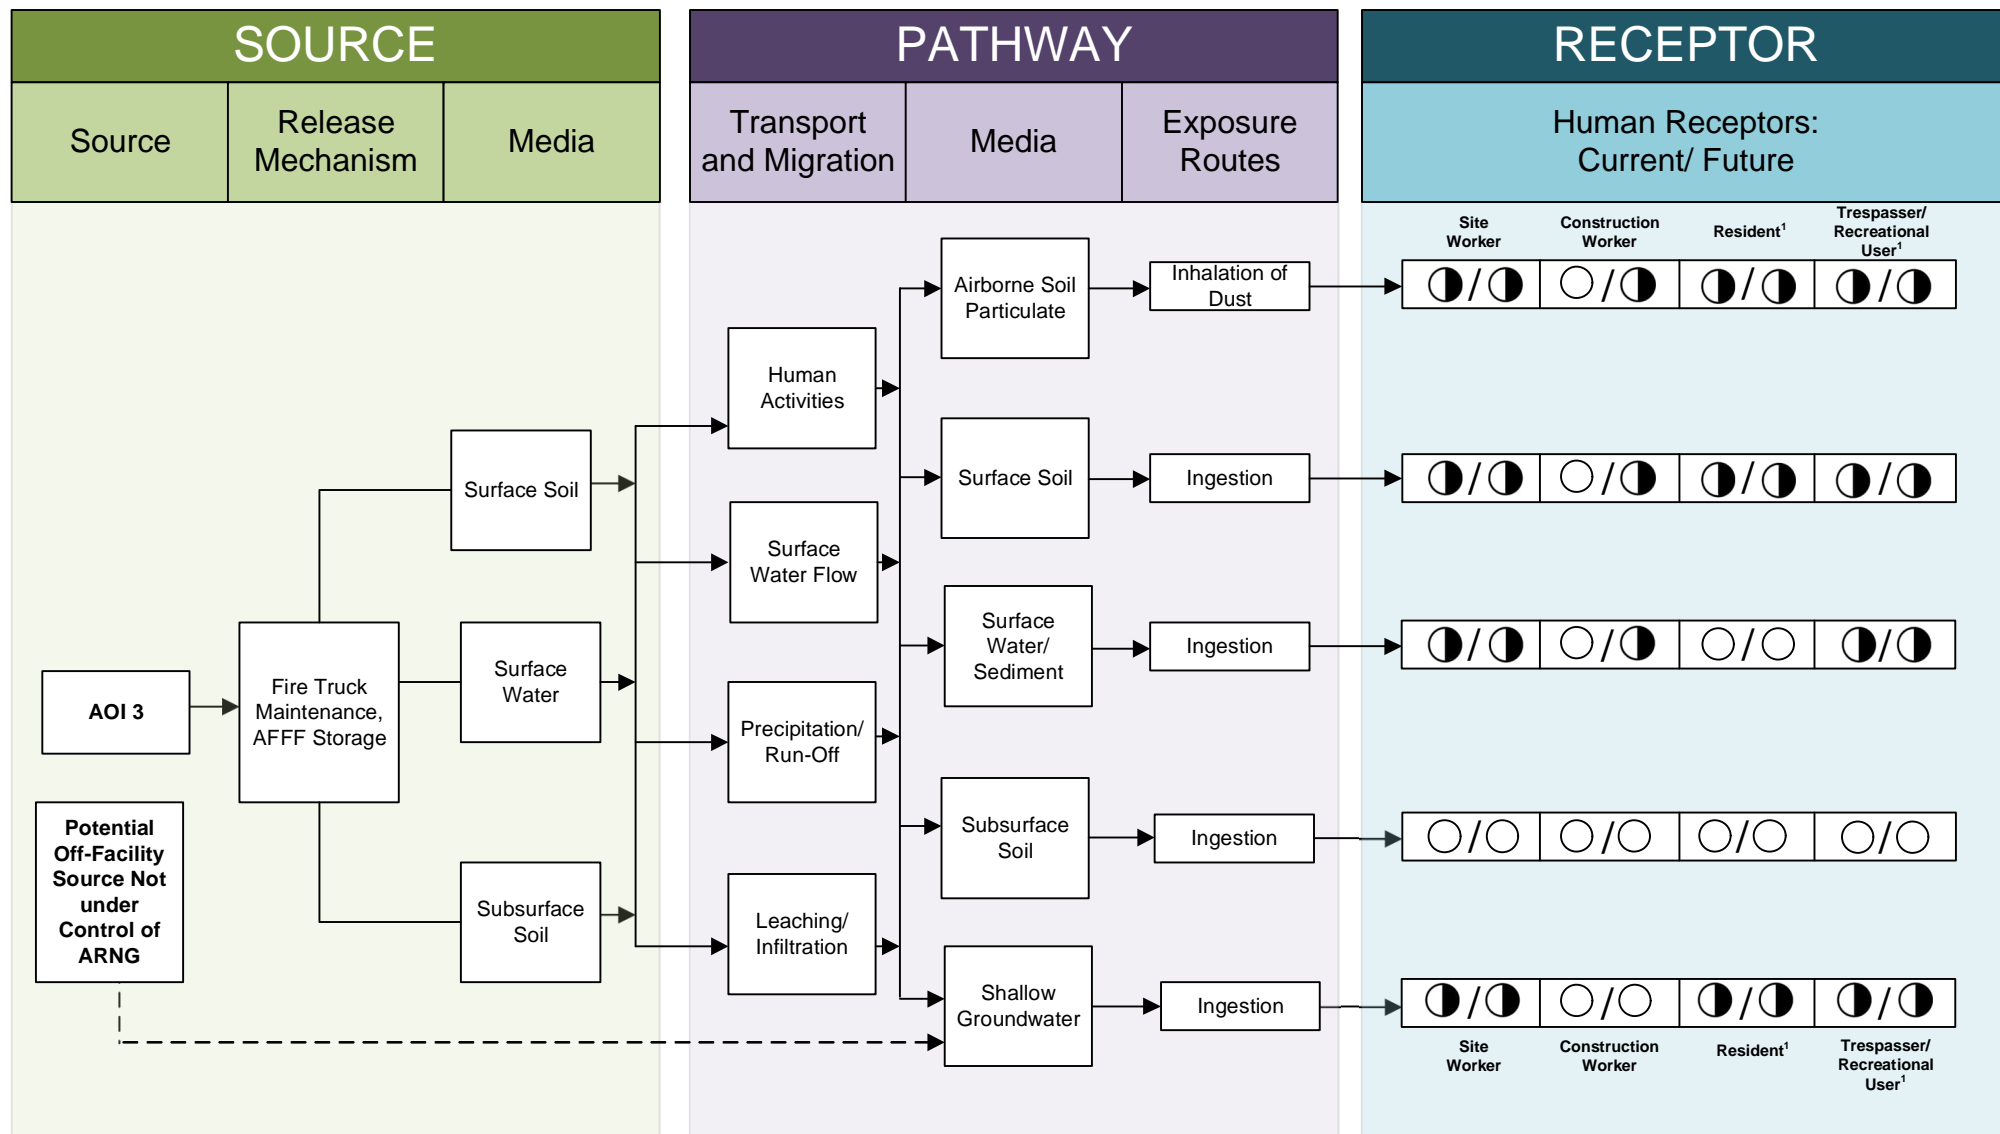 SOURCE
PATHWAY
RECEPTOR
Source
Release
Mechanism
Media
Transport
and Migration
Media
Exposure
Routes
Human Receptors:
Current/ Future
Site
Worker
Construction
Worker
Resident¹
Trespasser/
Recreational
User¹
Airborne Soil
Particulate
Inhalation of
Dust
/
/
/
/
Human
Activities
Surface Soil
Surface Soil
Ingestion
/
/
/
/
Surface
Water Flow
Surface
Water/
Sediment
Ingestion
/
/
/
/
AOI 3
Fire Truck
Maintenance,
AFFF Storage
Surface
Water
Precipitation/
Run-Off
Potential
Off-Facility
Source Not
under
Control of
ARNG
Subsurface
Soil
Ingestion
/
/
/
/
Subsurface
Soil
Leaching/
Infiltration
Shallow
Groundwater
Ingestion
/
/
/
/
Site
Worker
Construction
Worker
Resident¹
Trespasser/
Recreational
User¹